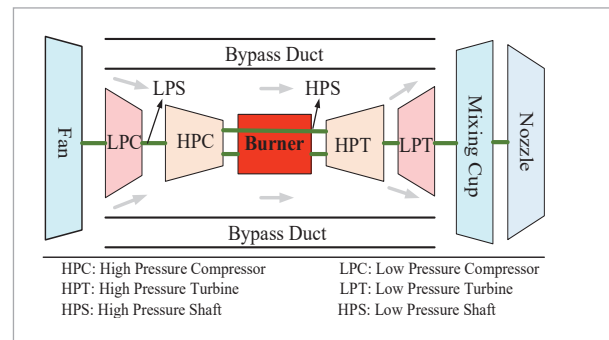 Bypass Duct
LPS
HPS
Fan
LPC
HPC
Burner
HPT
LPT
Mixing Cup
Nozzle
Bypass Duct
HPC: High Pressure Compressor
LPC: Low Pressure Compressor
HPT: High Pressure Turbine
LPT: Low Pressure Turbine
HPS: High Pressure Shaft
HPS: Low Pressure Shaft